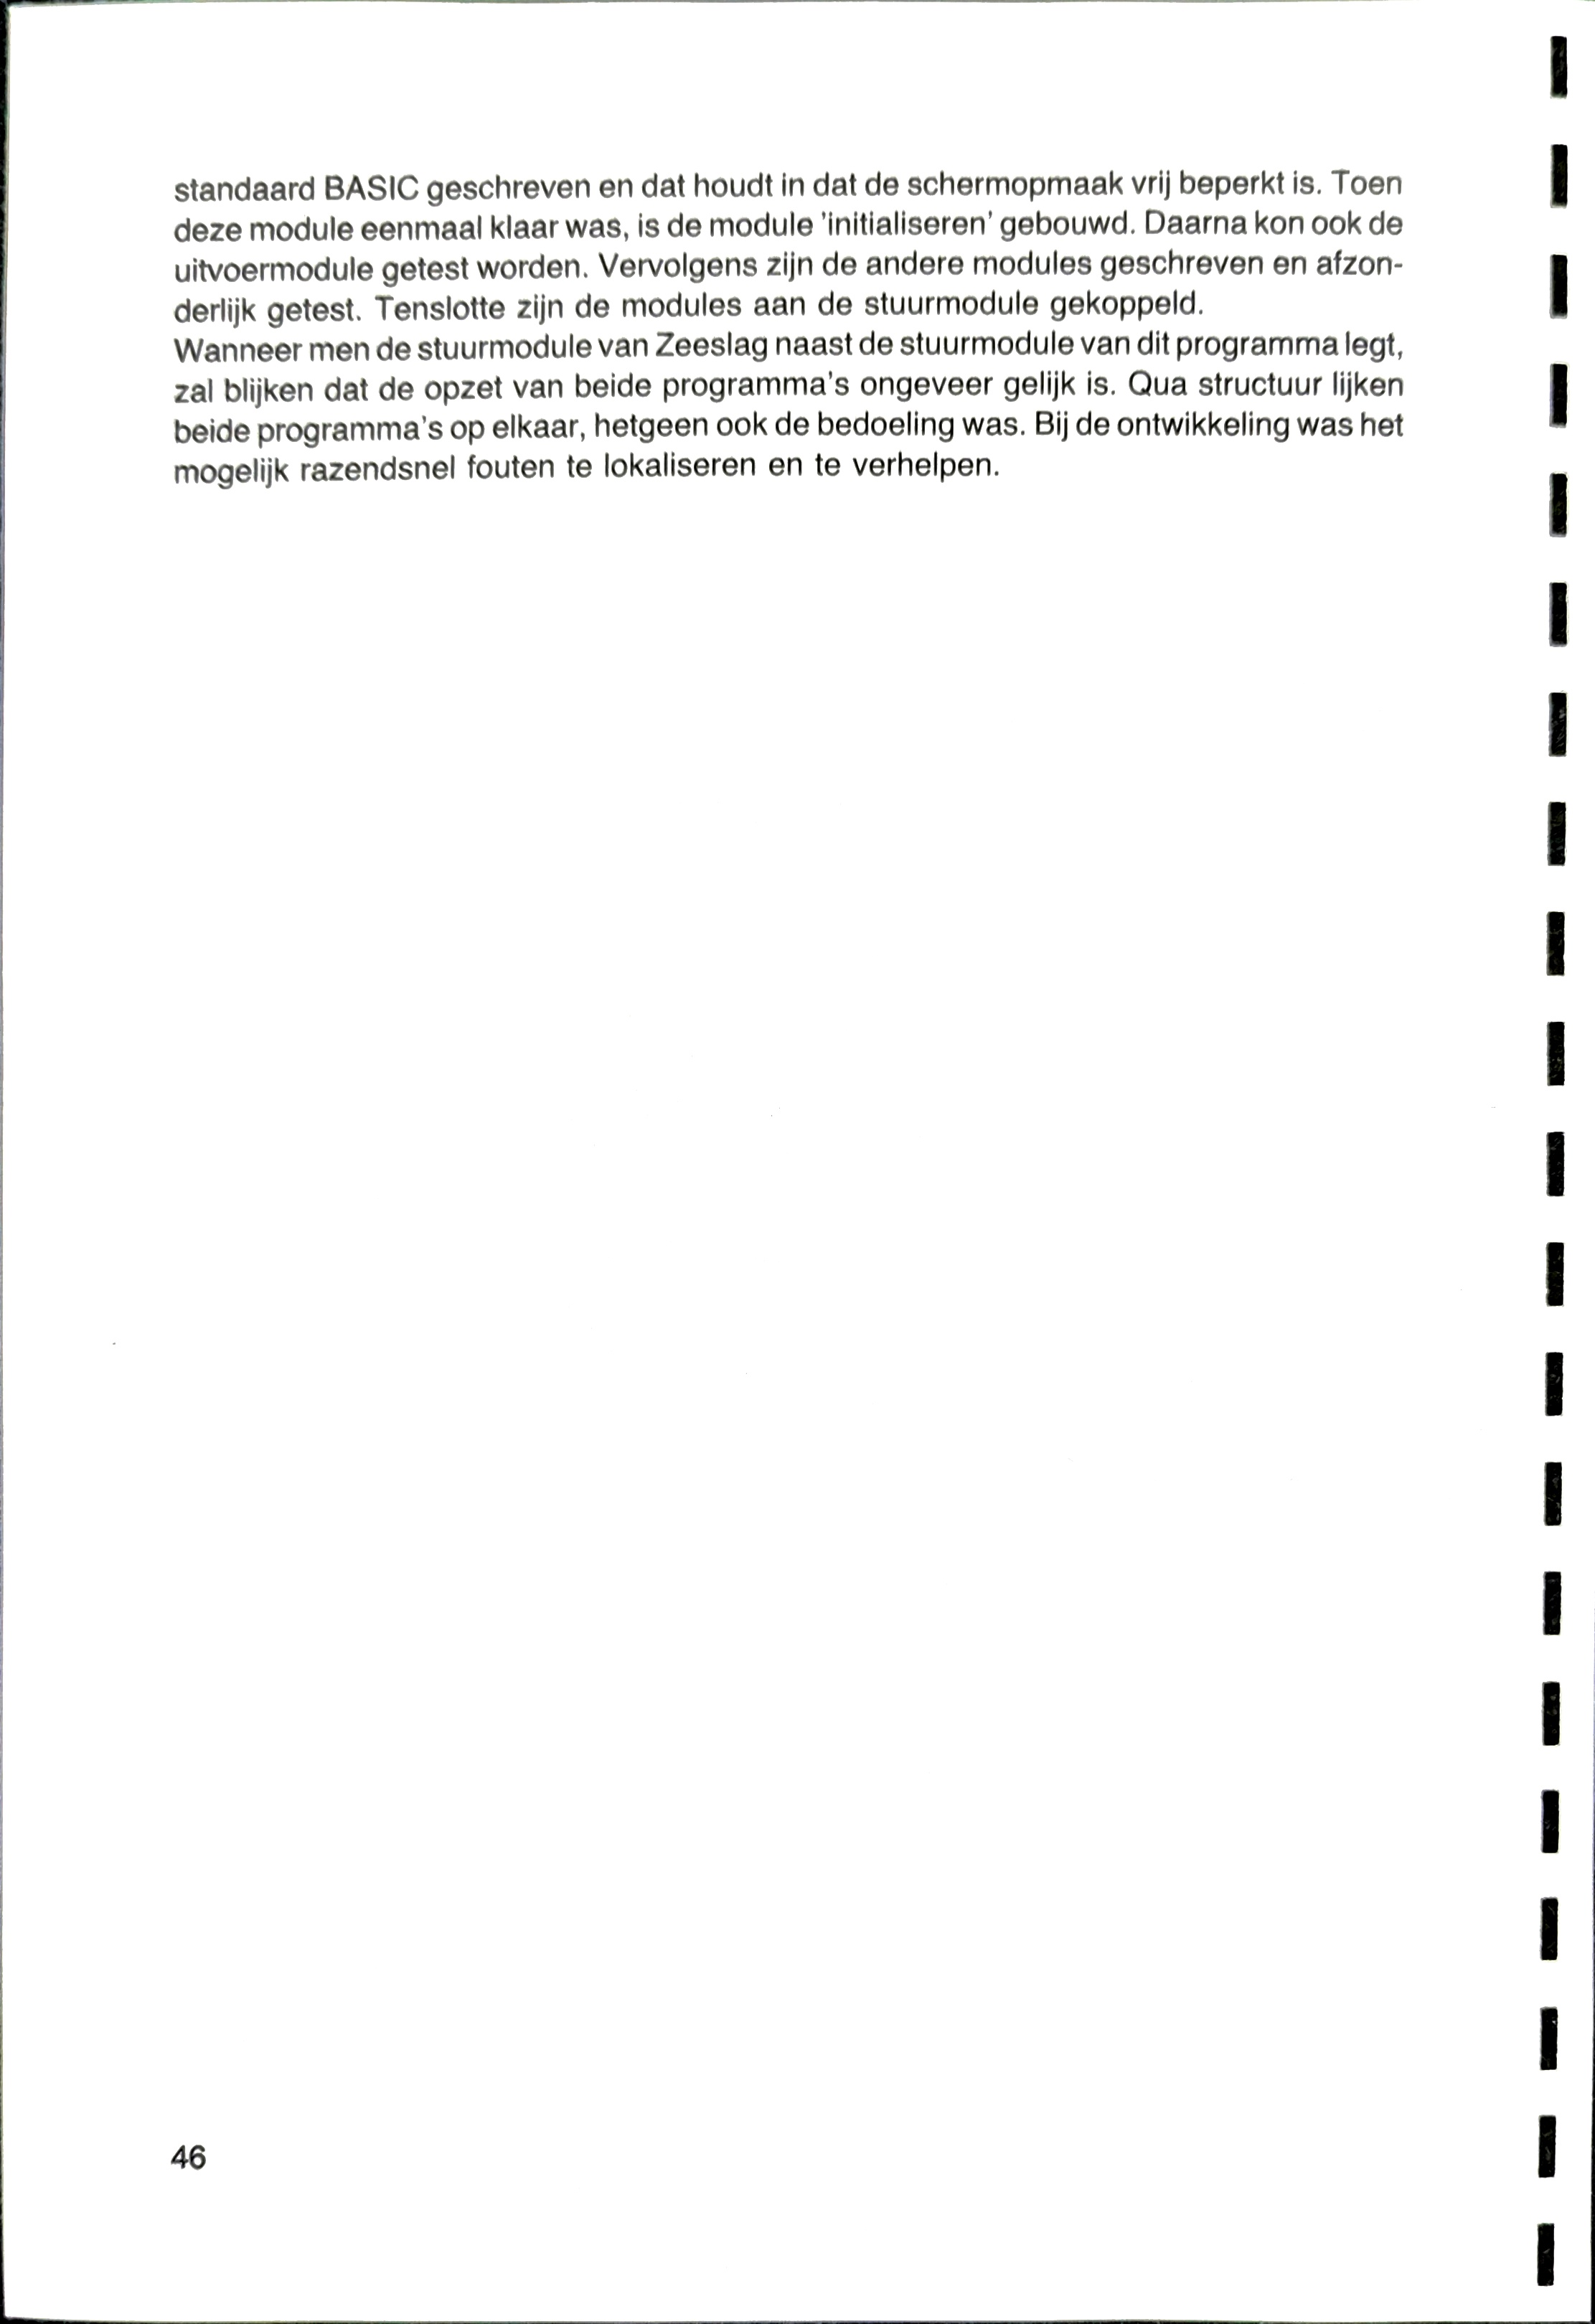 standaard BASIC geschreven en dat houdt in dat de schermopmaak vrij beperkt is. Toen
deze module eenmaal klaar was, is de module 'initialiseren' gebouwd. Daarna kon ook de
uitvoermodule getest worden. Vervolgens zijn de andere modules geschreven en afzon-
derlijk getest. Tenslotte zijn de modules aan de stuurmodule gekoppeld.
Wanneer men de stuurmodule van Zeeslag naast de stuurmodule van dit programma legt,
zal blijken dat de opzet van beide programma's ongeveer gelijk is. Qua structuur lijken
beide programma's op elkaar, hetgeen ook de bedoeling was. Bij de ontwikkeling was het
mogelijk razendsnel fouten te lokaliseren en te verhelpen.
46